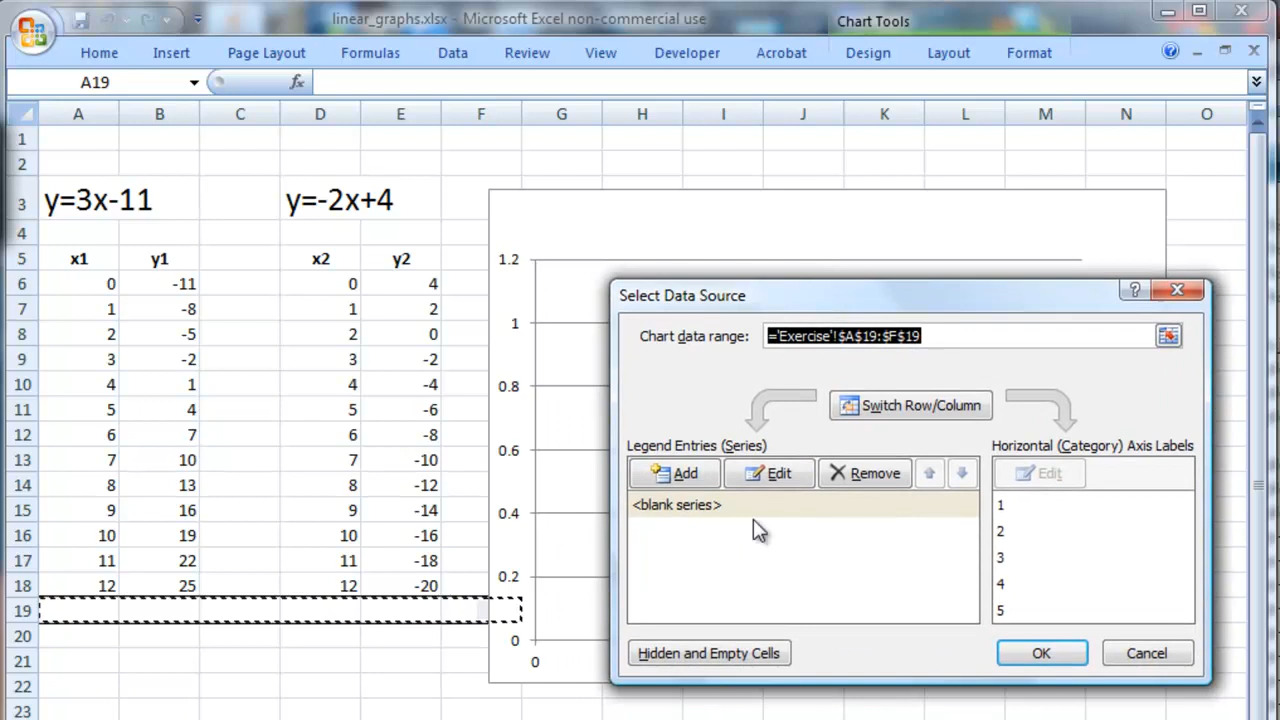 linear_graphs.xlsx - Microsoft Excel non-commercial use
Chart Tools
Home Insert Page Layout Formulas Data Review View Developer Acrobat Design Layout Format
A19 fx
A B C D E F G H I J K L M N O
1
2
3 y=3x-11 y=-2x+4
4
5 x1 y1 x2 y2
6 0 -11 0 4
7 1 -8 1 2
8 2 -5 2 0
9 3 -2 3 -2
10 4 1 4 -4
11 5 4 5 -6
12 6 7 6 -8
13 7 10 7 -10
14 8 13 8 -12
15 9 16 9 -14
16 10 19 10 -16
17 11 22 11 -18
18 12 25 12 -20
19
20
21
22
23
1.2
1
0.8
0.6
0.4
0.2
0
0
Select Data Source
?
Chart data range: ='Exercise'!$A$19:$F$19
Switch Row/Column
Legend Entries (Series)
Add Edit Remove
<blank series>
Horizontal (Category) Axis Labels
Edit
1
2
3
4
5
Hidden and Empty Cells
OK Cancel